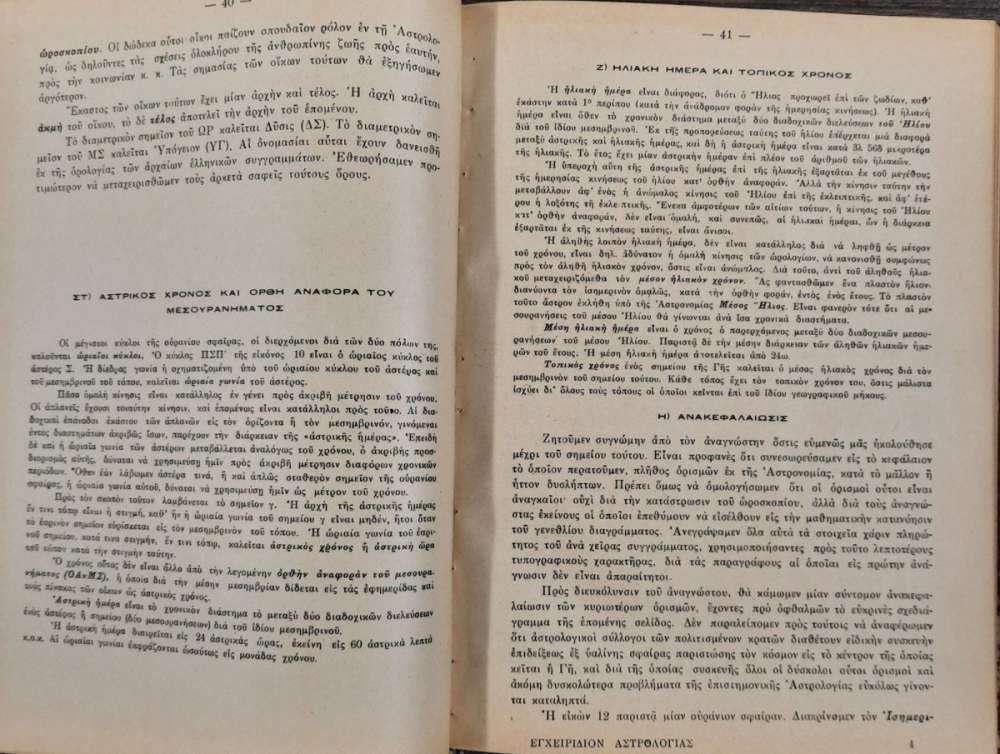 — 40 —
ὡροσκοπίου. Οἱ δώδεκα οὗτοι οἶκοι παίζουν σπουδαῖον ρόλον ἐν τῇ Ἀστρολο-
γίᾳ, ὡς δηλοῦντες τὰς σχέσεις ὁλοκλήρου τῆς ἀνθρωπίνης ζωῆς πρὸς ἑαυτήν,
πρὸς τὴν κοινωνίαν κ. κ. Τὰς σημασίας τῶν οἴκων τούτων θὰ ἐξηγήσωμεν
ἀργότερον.
Ἕκαστος τῶν οἴκων τούτων ἔχει μίαν ἀρχὴν καὶ τέλος. Ἡ ἀρχὴ καλεῖται
ἀκμὴ τοῦ οἴκου, τὸ δὲ τέλος ἀποτελεῖ τὴν ἀρχὴν τοῦ ἑπομένου.
Τὸ διαμετρικὸν σημεῖον τοῦ ΩΡ καλεῖται Δῦσις (ΔΣ). Τὸ διαμετρικὸν ση-
μεῖον τοῦ ΜΣ καλεῖται Ὑπόγειον (ΥΓ). Αἱ ὀνομασίαι αὗται ἔχουν δανεισθῆ
ἐκ τῆς ὁρολογίας τῶν ἀρχαίων ἑλληνικῶν συγγραμμάτων. Ἐθεωρήσαμεν προ-
τιμώτερον νὰ μεταχειρισθῶμεν τοὺς ἀρκετὰ σαφεῖς τούτους ὅρους.
ΣΤ) ΑΣΤΡΙΚΟΣ ΧΡΟΝΟΣ ΚΑΙ ΟΡΘΗ ΑΝΑΦΟΡΑ ΤΟΥ
ΜΕΣΟΥΡΑΝΗΜΑΤΟΣ
Οἱ μέγιστοι κύκλοι τῆς οὐρανίου σφαίρας, οἱ διερχόμενοι διὰ τῶν δύο πόλων της,
καλοῦνται ὡριαῖοι κύκλοι. Ὁ κύκλος ΠΣΠ' τῆς εἰκόνος 10 εἶναι ὁ ὡριαῖος κύκλος τοῦ
ἀστέρος Σ. Ἡ δίεδρος γωνία ἡ σχηματιζομένη ὑπὸ τοῦ ὡριαίου κύκλου τοῦ ἀστέρος καὶ
τοῦ μεσημβρινοῦ τοῦ τόπου, καλεῖται ὡριαία γωνία τοῦ ἀστέρος.
Πᾶσα ὁμαλὴ κίνησις εἶναι κατάλληλος ἐν γένει πρὸς ἀκριβῆ μέτρησιν τοῦ χρόνου.
Οἱ ἀπλανεῖς ἔχουσι τοιαύτην κίνησιν, καὶ ἑπομένως εἶναι κατάλληλοι πρὸς τοῦτο. Αἱ δια-
δοχικαὶ ἐπάνοδοι ἑκάστου τῶν ἀπλανῶν εἰς τὸν ὁρίζοντα ἢ τὸν μεσημβρινόν, γινόμεναι
ἐντὸς διαστημάτων ἀκριβῶς ἴσων, παρέχουν τὴν διάρκειαν τῆς «ἀστρικῆς ἡμέρας». Ἐπειδὴ
δὲ καὶ ἡ ὡριαία γωνία τῶν ἀστέρων μεταβάλλεται ἀναλόγως τοῦ χρόνου, ὁ ἀκριβὴς προσ-
διορισμὸς αὐτῆς, δύναται νὰ χρησιμεύσῃ ἡμῖν πρὸς ἀκριβῆ μέτρησιν διαφόρων χρονικῶν
περιόδων. Ὅθεν ἐὰν λάβωμεν ἀστέρα τινά, ἢ καὶ ἁπλῶς σταθερὸν σημεῖον τῆς οὐρανίου
σφαίρας, ἡ ὡριαία γωνία αὐτοῦ, δύναται νὰ χρησιμεύσῃ ἡμῖν ὡς μέτρον τοῦ χρόνου.
Πρὸς τὸν σκοπὸν τοῦτον λαμβάνεται τὸ σημεῖον γ. Ἡ ἀρχὴ τῆς ἀστρικῆς ἡμέρας
ἔν τινι τόπῳ εἶναι ἡ στιγμή, καθ' ἣν ἡ ὡριαία γωνία τοῦ σημείου γ εἶναι μηδέν, ἤτοι ὅταν
τὸ ἐαρινὸν σημεῖον εὑρίσκεται εἰς τὸν μεσημβρινὸν τοῦ τόπου. Ἡ ὡριαία γωνία τοῦ ἐαρι-
νοῦ σημείου, κατά τινα στιγμήν, ἔν τινι τόπῳ, καλεῖται ἀστρικὸς χρόνος ἢ ἀστρικὴ ὥρα
τοῦ τόπου κατὰ τὴν στιγμὴν ταύτην.
Ὁ χρόνος οὗτος δὲν εἶναι ἄλλο ἀπὸ τὴν λεγομένην ὀρθὴν ἀναφορὰν τοῦ μεσουρα-
νήματος (ΟΑνΜΣ), ἡ ὁποία διὰ τὴν μέσην μεσημβρίαν δίδεται εἰς τὰς ἐφημερίδας καὶ
τοὺς πίνακας τῶν οἴκων ὡς ἀστρικὸς χρόνος.
Ἀστρικὴ ἡμέρα εἶναι τὸ χρονικὸν διάστημα τὸ μεταξὺ δύο διαδοχικῶν διελεύσεων
ἑνὸς ἀστέρος ἢ σημείου (δύο μεσουρανήσεων) διὰ τοῦ ἰδίου μεσημβρινοῦ.
Ἡ ἀστρικὴ ἡμέρα διαιρεῖται εἰς 24 ἀστρικὰς ὥρας, ἐκείνη εἰς 60 ἀστρικὰ λεπτὰ
κ.ο.κ. Αἱ ὡριαῖαι γωνίαι ἐκφράζονται ὡσαύτως εἰς μονάδας χρόνου.
— 41 —
Ζ) ΗΛΙΑΚΗ ΗΜΕΡΑ ΚΑΙ ΤΟΠΙΚΟΣ ΧΡΟΝΟΣ
Ἡ ἡλιακὴ ἡμέρα εἶναι διάφορος, διότι ὁ Ἥλιος προχωρεῖ ἐπὶ τῶν ζωδίων, καθ'
ἑκάστην κατὰ 1° περίπου (κατὰ τὴν ἀνάδρομον φορὰν τῆς ἡμερησίας κινήσεως). Ἡ ἡλιακὴ
ἡμέρα εἶναι ὅθεν τὸ χρονικὸν διάστημα μεταξὺ δύο διαδοχικῶν διελεύσεων τοῦ Ἡλίου
διὰ τοῦ ἰδίου μεσημβρινοῦ. Ἐκ τῆς προπορεύσεως ταύτης τοῦ ἡλίου ἐπέρχεται μιὰ διαφορὰ
μεταξὺ ἀστρικῆς καὶ ἡλιακῆς ἡμέρας, καὶ δὴ ἡ ἀστρικὴ ἡμέρα εἶναι κατὰ 3λ 56δ μικροτέρα
τῆς ἡλιακῆς. Τὸ ἔτος ἔχει μίαν ἀστρικὴν ἡμέραν ἐπὶ πλέον τοῦ ἀριθμοῦ τῶν ἡλιακῶν.
Ἡ ὑπεροχὴ αὕτη τῆς ἀστρικῆς ἡμέρας ἐπὶ τῆς ἡλιακῆς ἐξαρτᾶται ἐκ τοῦ μεγέθους
τῆς ἡμερησίας κινήσεως τοῦ ἡλίου κατ' ὀρθὴν ἀναφοράν. Ἀλλὰ τὴν κίνησιν ταύτην τὴν
μεταβάλλουν ἀφ' ἑνὸς ἡ ἀνώμαλος κίνησις τοῦ Ἡλίου ἐπὶ τῆς ἐκλειπτικῆς, καὶ ἀφ' ἑτέ-
ρου ἡ λοξότης τῆς ἐκλειπτικῆς. Ἕνεκα ἀμφοτέρων τῶν αἰτίων τούτων, ἡ κίνησις τοῦ Ἡλίου
κατ' ὀρθὴν ἀναφοράν, δὲν εἶναι ὁμαλή, καὶ συνεπῶς, αἱ ἡλιακαὶ ἡμέραι, ὧν ἡ διάρκεια
ἐξαρτᾶται ἐκ τῆς κινήσεως ταύτης, εἶναι ἄνισοι.
Ἡ ἀληθὴς λοιπὸν ἡλιακὴ ἡμέρα, δὲν εἶναι κατάλληλος διὰ νὰ ληφθῇ ὡς μέτρον
τοῦ χρόνου, εἶναι δηλ. ἀδύνατον ἡ ὁμαλὴ κίνησις τῶν ὡρολογίων, νὰ κανονισθῇ συμφώνως
πρὸς τὸν ἀληθῆ ἡλιακὸν χρόνον, ὅστις εἶναι ἀνώμαλος. Διὰ τοῦτο, ἀντὶ τοῦ ἀληθοῦς ἡλια-
κοῦ μεταχειριζόμεθα τὸν μέσον ἡλιακὸν χρόνον. Ἂς φαντασθῶμεν ἕνα πλαστὸν ἥλιον
διανύοντα τὸν ἰσημερινὸν ὁμαλῶς, κατὰ τὴν ὀρθὴν φοράν, ἐντὸς ἑνὸς ἔτους. Τὸ πλαστὸν
τοῦτο ἄστρον ἐκλήθη ὑπὸ τῆς Ἀστρονομίας Μέσος Ἥλιος. Εἶναι φανερὸν τότε ὅτι αἱ με-
σουρανήσεις τοῦ μέσου Ἡλίου θὰ γίνωνται ἀνὰ ἴσα χρονικὰ διαστήματα.
Μέση ἡλιακὴ ἡμέρα εἶναι ὁ χρόνος ὁ παρερχόμενος μεταξὺ δύο διαδοχικῶν μεσου-
ρανήσεων τοῦ μέσου Ἡλίου. Παριστᾷ δὲ τὴν μέσην διάρκειαν τῶν ἀληθῶν ἡλιακῶν ἡμε-
ρῶν τοῦ ἔτους. Ἡ μέση ἡλιακὴ ἡμέρα ἀποτελεῖται ἀπὸ 24ω.
Τοπικὸς χρόνος ἑνὸς σημείου τῆς Γῆς καλεῖται ὁ μέσος ἡλιακὸς χρόνος διὰ τὸν
μεσημβρινὸν τοῦ σημείου τούτου. Κάθε τόπος ἔχει τὸν τοπικὸν χρόνον του, ὅστις μάλιστα
ἰσχύει δι' ὅλους τοὺς τόπους οἱ ὁποῖοι κεῖνται ἐπὶ τοῦ ἰδίου γεωγραφικοῦ μήκους.
Η) ΑΝΑΚΕΦΑΛΑΙΩΣΙΣ
Ζητοῦμεν συγνώμην ἀπὸ τὸν ἀναγνώστην ὅστις εὐμενῶς μᾶς ἠκολούθησε
μέχρι τοῦ σημείου τούτου. Εἶναι προφανὲς ὅτι συνεσωρεύσαμεν εἰς τὸ κεφάλαιον
τὸ ὁποῖον περατοῦμεν, πλῆθος ὁρισμῶν ἐκ τῆς Ἀστρονομίας, κατὰ τὸ μᾶλλον ἢ
ἧττον δυσλήπτων. Πρέπει ὅμως νὰ ὁμολογήσωμεν ὅτι οἱ ὁρισμοὶ οὗτοι εἶναι
ἀναγκαῖοι· οὐχὶ διὰ τὴν κατάστρωσιν τοῦ ὡροσκοπίου, ἀλλὰ διὰ τοὺς ἀναγνώ-
στας ἐκείνους οἱ ὁποῖοι ἐπεθύμουν νὰ εἰσέλθουν εἰς τὴν μαθηματικὴν κατανόησιν
τοῦ γενεθλίου διαγράμματος. Ἀνεγράψαμεν ὅλα αὐτὰ τὰ στοιχεῖα χάριν πληρώ-
τητος τοῦ ἀνὰ χεῖρας συγγράμματος, χρησιμοποιήσαντες πρὸς τοῦτο λεπτοτέρους
τυπογραφικοὺς χαρακτῆρας, διὰ τὰς παραγράφους αἱ ὁποῖαι εἰς πρώτην ἀνά-
γνωσιν δὲν εἶναι ἀπαραίτητοι.
Πρὸς διευκόλυνσιν τοῦ ἀναγνώστου, θὰ κάμωμεν μίαν σύντομον ἀνακεφα-
λαίωσιν τῶν κυριωτέρων ὁρισμῶν, ἔχοντες πρὸ ὀφθαλμῶν τὸ εὐκρινὲς σχεδιά-
γραμμα τῆς ἑπομένης σελίδος. Δὲν παραλείπομεν πρὸς τούτοις νὰ ἀναφέρωμεν
ὅτι ἀστρολογικοὶ σύλλογοι τῶν πολιτισμένων κρατῶν διαθέτουν εἰδικὴν συσκευὴν
ἐπιδείξεως ἐξ ὑαλίνης σφαίρας παριστώσης τὸν κόσμον εἰς τὸ κέντρον τῆς ὁποίας
κεῖται ἡ Γῆ, καὶ διὰ τῆς ὁποίας συσκευῆς ὅλοι οἱ δύσκολοι οὗτοι ὁρισμοὶ καὶ
ἀκόμη δυσκολώτερα προβλήματα τῆς ἐπιστημονικῆς Ἀστρολογίας εὐκόλως γίνον-
ται καταληπτά.
Ἡ εἰκὼν 12 παριστᾷ μίαν οὐράνιον σφαῖραν. Διακρίνομεν τὸν Ἰσημερι-
ΕΓΧΕΙΡΙΔΙΟΝ ΑΣΤΡΟΛΟΓΙΑΣ 4